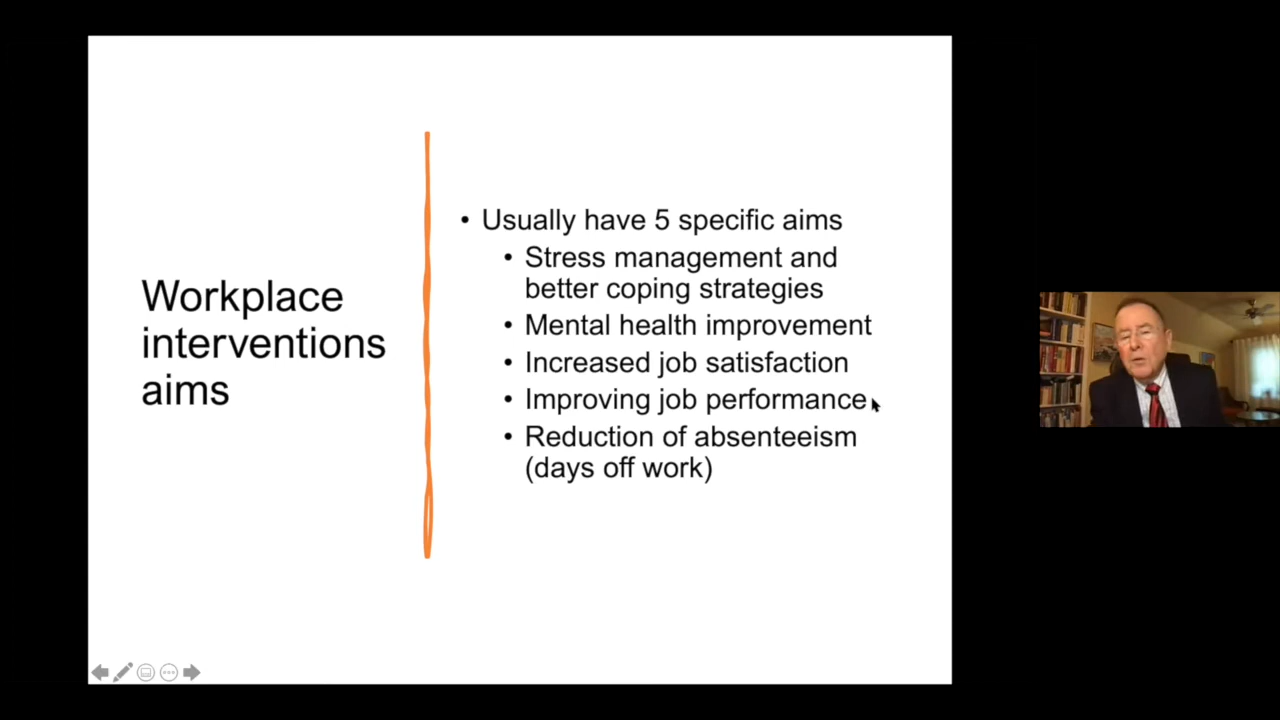 Workplace
interventions
aims
• Usually have 5 specific aims
• Stress management and
better coping strategies
• Mental health improvement
• Increased job satisfaction
• Improving job performance
• Reduction of absenteeism
(days off work)